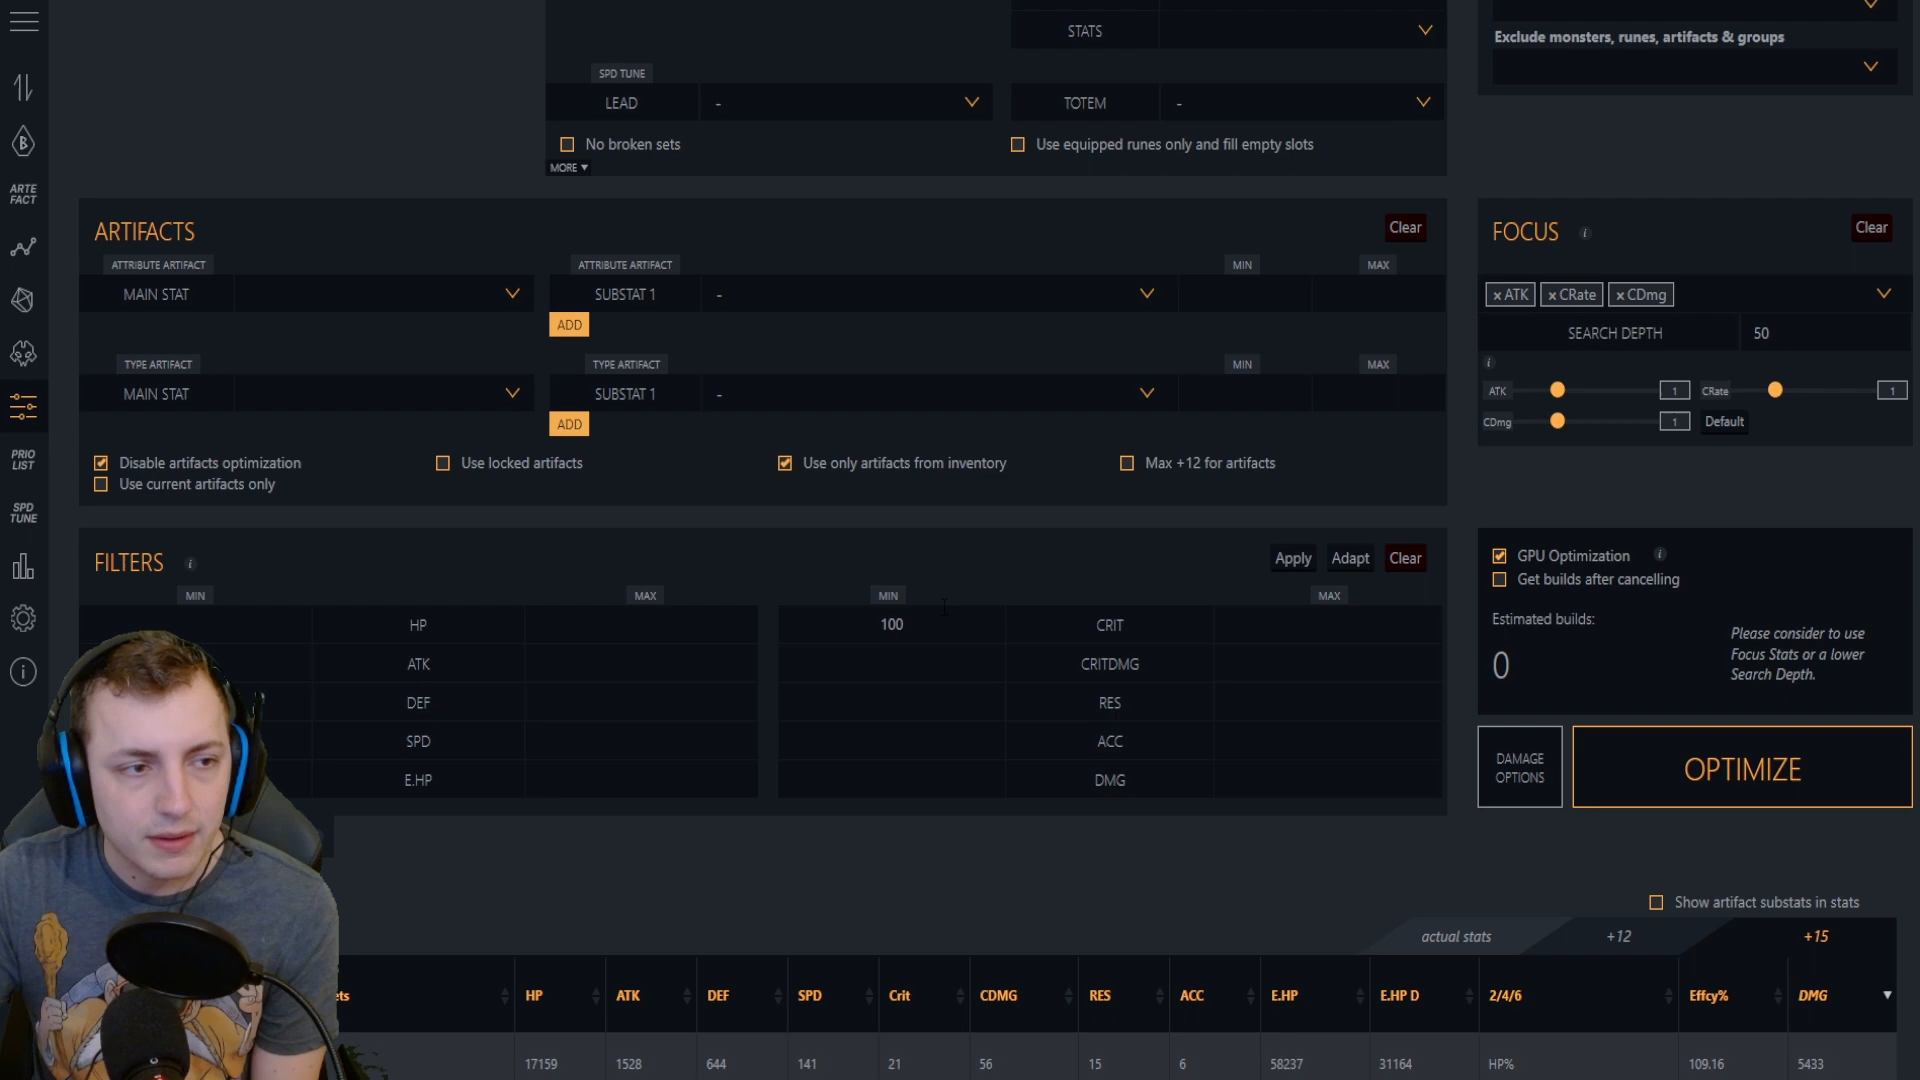 STATS
Exclude monsters, runes, artifacts & groups
SPD TUNE
LEAD - TOTEM -
No broken sets Use equipped runes only and fill empty slots
MORE ▼
ARTE
FACT
PRIO
LIST
SPD
TUNE
ARTIFACTS Clear
ATTRIBUTE ARTIFACT ATTRIBUTE ARTIFACT MIN MAX
MAIN STAT SUBSTAT 1 -
ADD
TYPE ARTIFACT TYPE ARTIFACT MIN MAX
MAIN STAT SUBSTAT 1 -
ADD
Disable artifacts optimization Use locked artifacts Use only artifacts from inventory Max +12 for artifacts
Use current artifacts only
FOCUS i Clear
× ATK × CRate × CDmg
SEARCH DEPTH 50
i
ATK 1 CRate 1
CDmg 1 Default
FILTERS i Apply Adapt Clear
MIN MAX MIN MAX
HP 100 CRIT
ATK CRITDMG
DEF RES
SPD ACC
E.HP DMG
GPU Optimization i
Get builds after cancelling
Estimated builds:
0
Please consider to use
Focus Stats or a lower
Search Depth.
DAMAGE
OPTIONS
OPTIMIZE
Show artifact substats in stats
actual stats +12 +15
ets HP ATK DEF SPD Crit CDMG RES ACC E.HP E.HP D 2/4/6 Effcy% DMG
17159 1528 644 141 21 56 15 6 58237 31164 HP% 109.16 5433